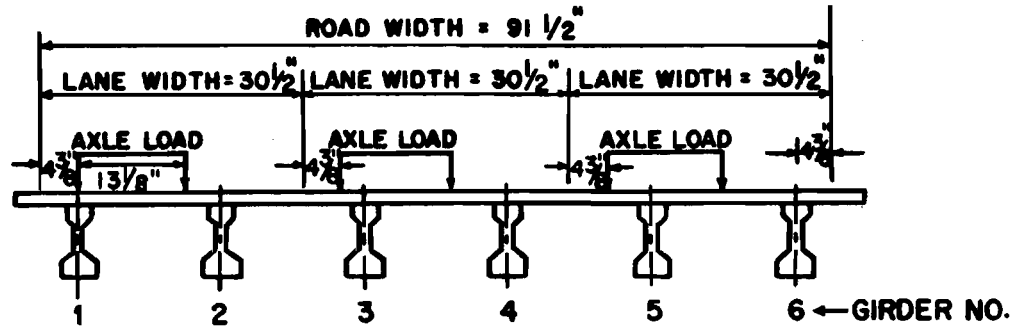 ROAD WIDTH = 91 1/2"
LANE WIDTH=30 1/2" LANE WIDTH= 30 1/2" LANE WIDTH= 30 1/2"
AXLE LOAD AXLE LOAD AXLE LOAD
4 3/8" 4 3/8" 4 3/8" 4 3/8"
13/8"
1 2 3 4 5 6 GIRDER NO.